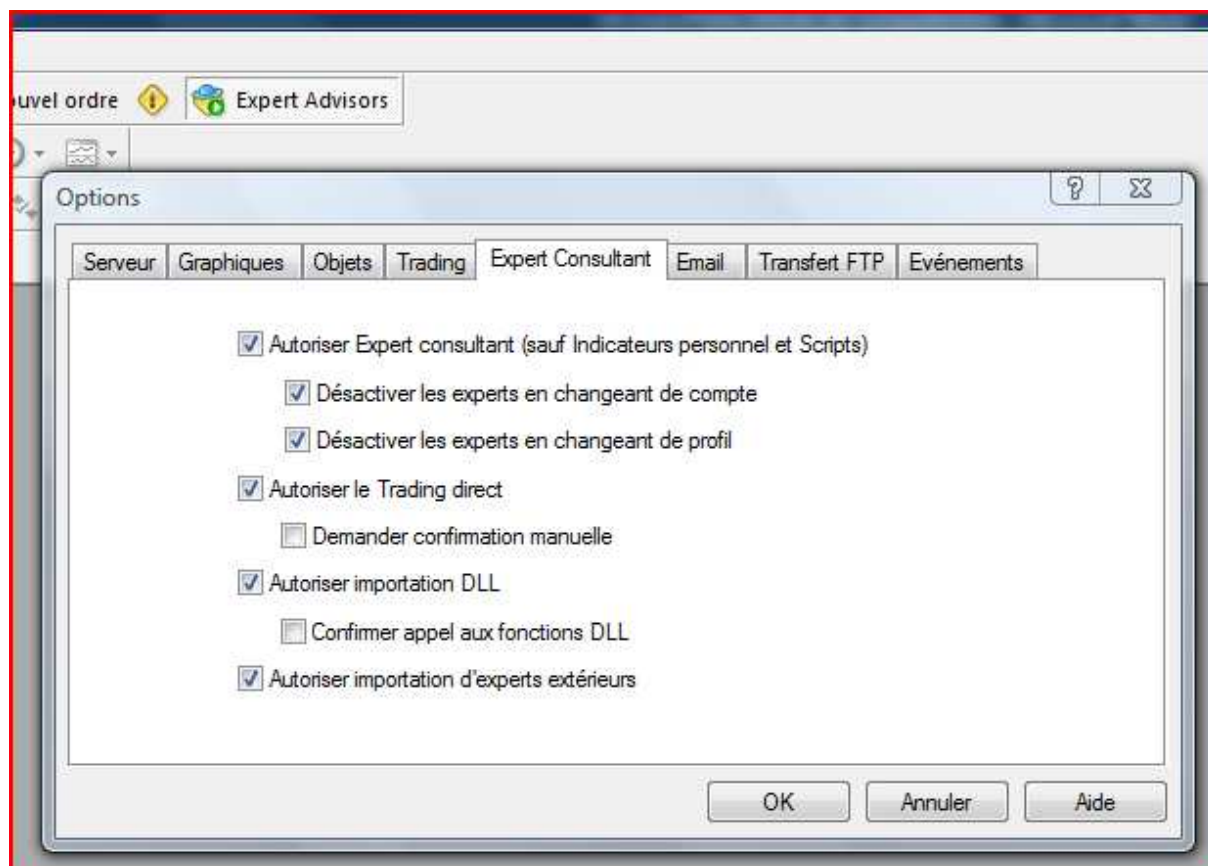 ouvel ordre Expert Advisors
Options
Serveur Graphiques Objets Trading Expert Consultant Email Transfert FTP Evénements
Autoriser Expert consultant (sauf Indicateurs personnel et Scripts)
Désactiver les experts en changeant de compte
Désactiver les experts en changeant de profil
Autoriser le Trading direct
Demander confirmation manuelle
Autoriser importation DLL
Confirmer appel aux fonctions DLL
Autoriser importation d'experts extérieurs
OK Annuler Aide